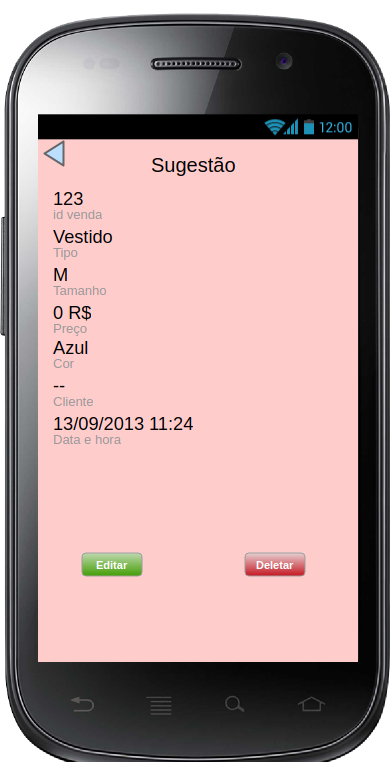 12:00
Sugestão
123
id venda
Vestido
Tipo
M
Tamanho
0 R$
Preço
Azul
Cor
--
Cliente
13/09/2013 11:24
Data e hora
Editar
Deletar